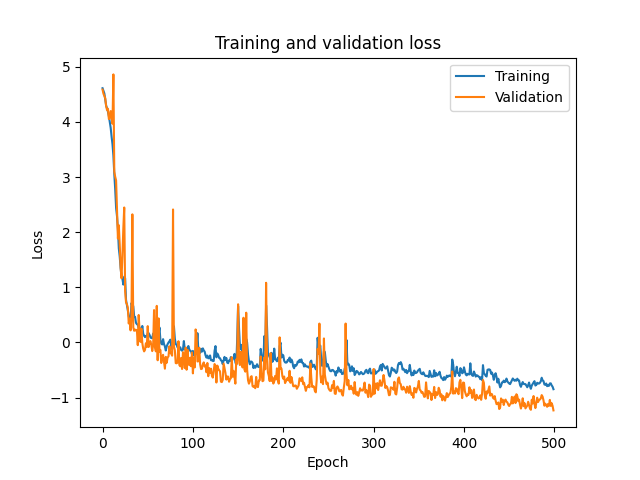 Training and validation loss
Training
Validation
5
4
3
2
1
0
−1
Loss
0
100
200
300
400
500
Epoch